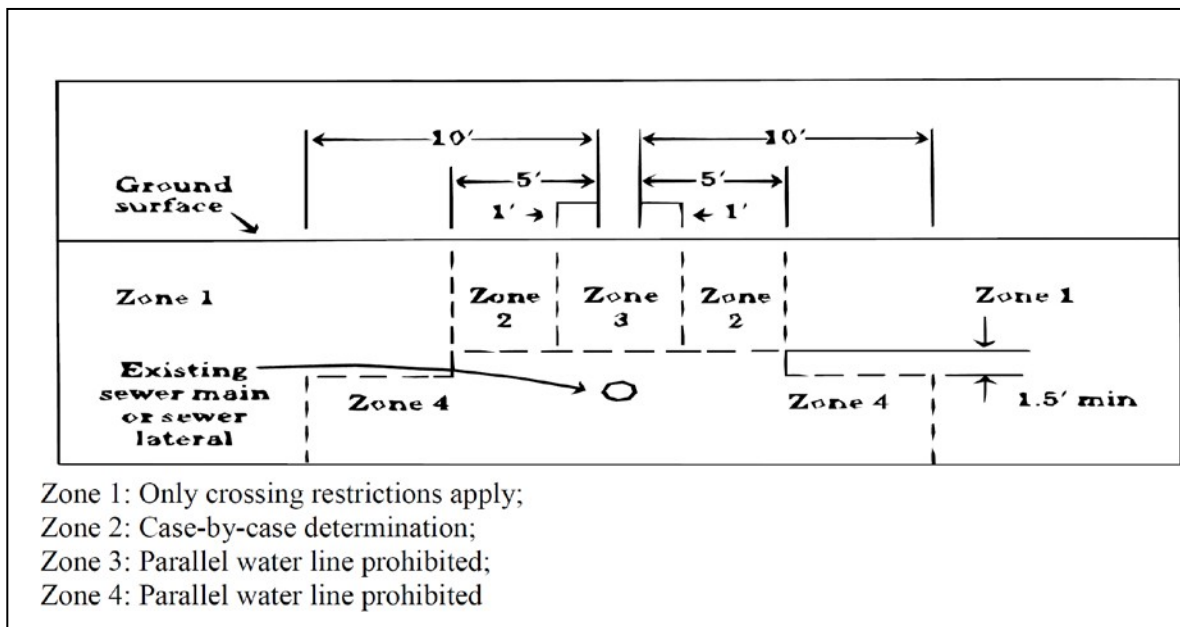 10′ 10′
5′ 5′
Ground
surface
1′ 1′
Zone 1 Zone
2 Zone
3 Zone
2 Zone 1
Existing
sewer main
or sewer
lateral
Zone 4 Zone 4 1.5′ min
Zone 1: Only crossing restrictions apply;
Zone 2: Case-by-case determination;
Zone 3: Parallel water line prohibited;
Zone 4: Parallel water line prohibited